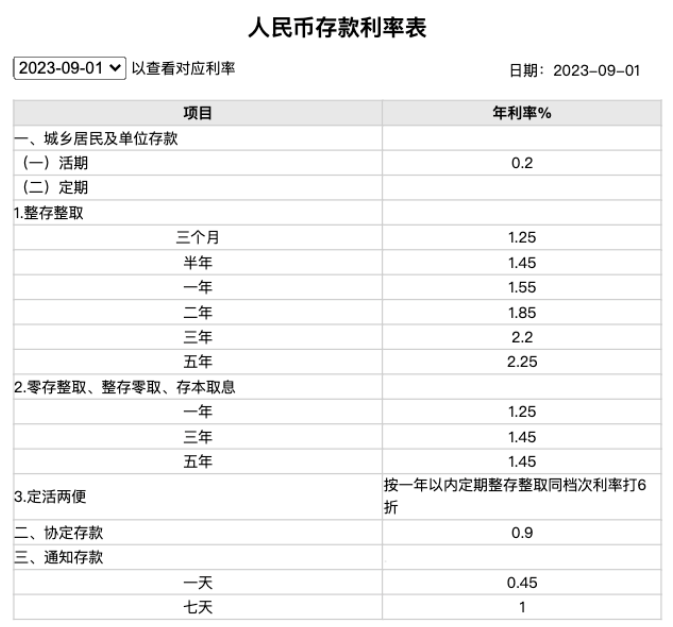 人民币存款利率表
2023-09-01 以查看对应利率 日期：2023-09-01
项目 年利率%
一、城乡居民及单位存款
（一）活期 0.2
（二）定期
1.整存整取
三个月 1.25
半年 1.45
一年 1.55
二年 1.85
三年 2.2
五年 2.25
2.零存整取、整存零取、存本取息
一年 1.25
三年 1.45
五年 1.45
3.定活两便 按一年以内定期整存整取同档次利率打6
折
二、协定存款 0.9
三、通知存款
一天 0.45
七天 1